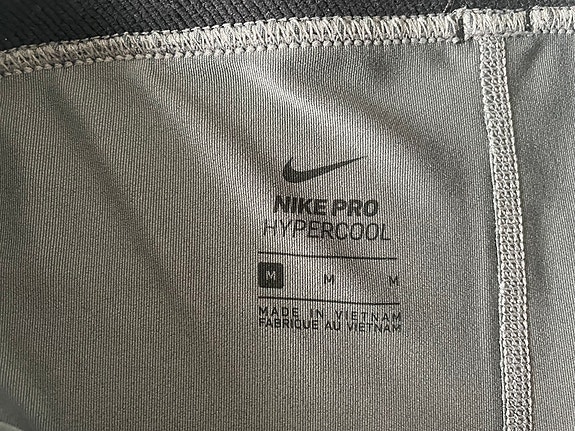 NIKE PRO
HYPERCOOL
M M M
MADE IN VIETNAM
FABRIQUE AU VIETNAM